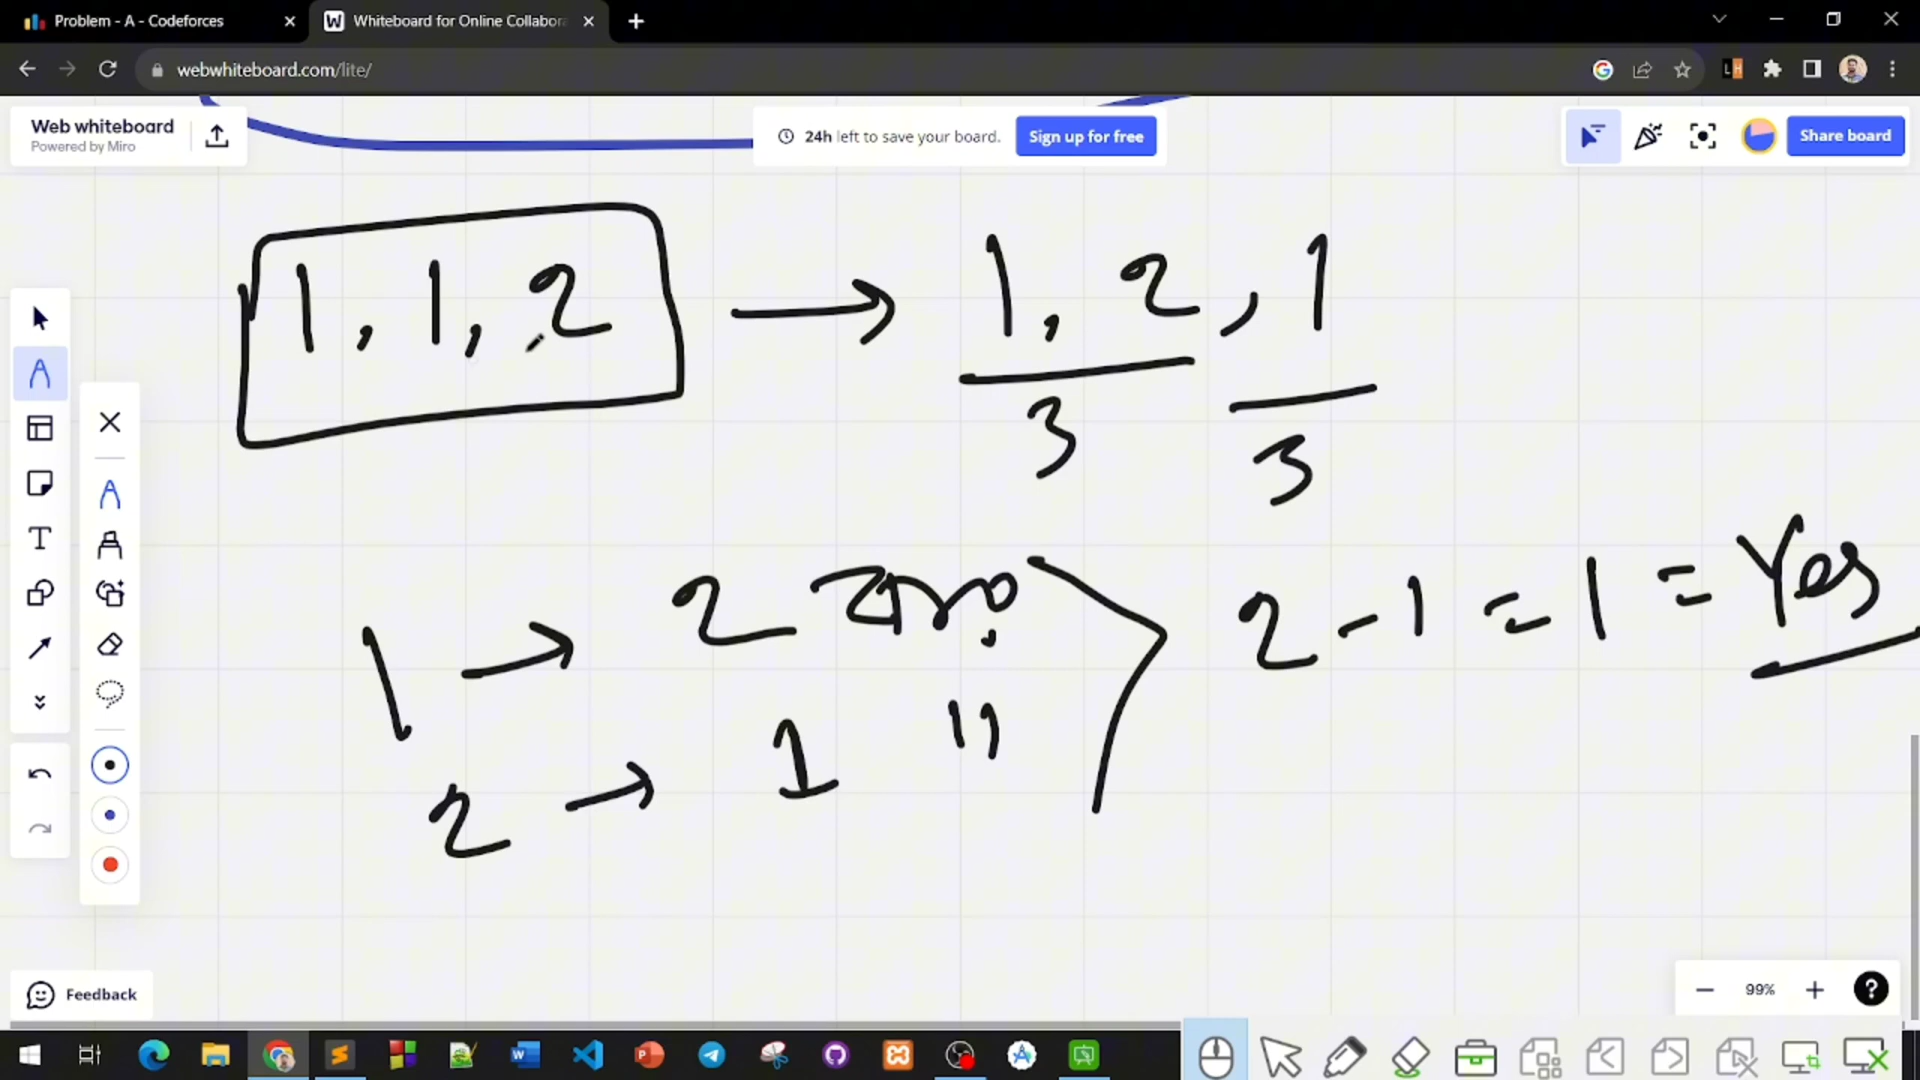 Problem - A - Codeforces
Whiteboard for Online Collabor
webwhiteboard.com/lite/
Web whiteboard
Powered by Miro
24h left to save your board.
Sign up for free
Share board
1, 1, 2 → 1, 2, 1
3 3
1 → 2 2 - 1 = 1 = Yes
2 → 1 "
Feedback
99%